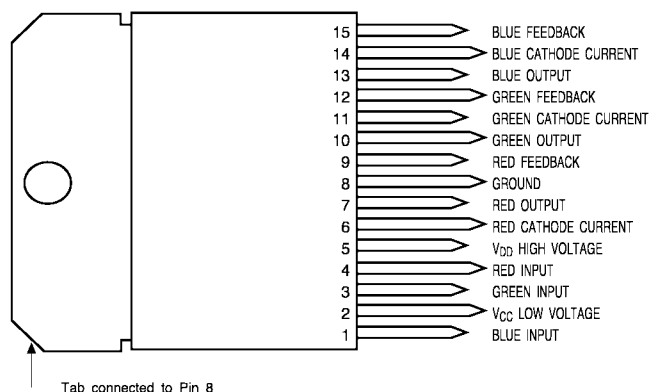 15 BLUE FEEDBACK
14 BLUE CATHODE CURRENT
13 BLUE OUTPUT
12 GREEN FEEDBACK
11 GREEN CATHODE CURRENT
10 GREEN OUTPUT
9 RED FEEDBACK
8 GROUND
7 RED OUTPUT
6 RED CATHODE CURRENT
5 VDD HIGH VOLTAGE
4 RED INPUT
3 GREEN INPUT
2 VCC LOW VOLTAGE
1 BLUE INPUT
Tab connected to Pin 8